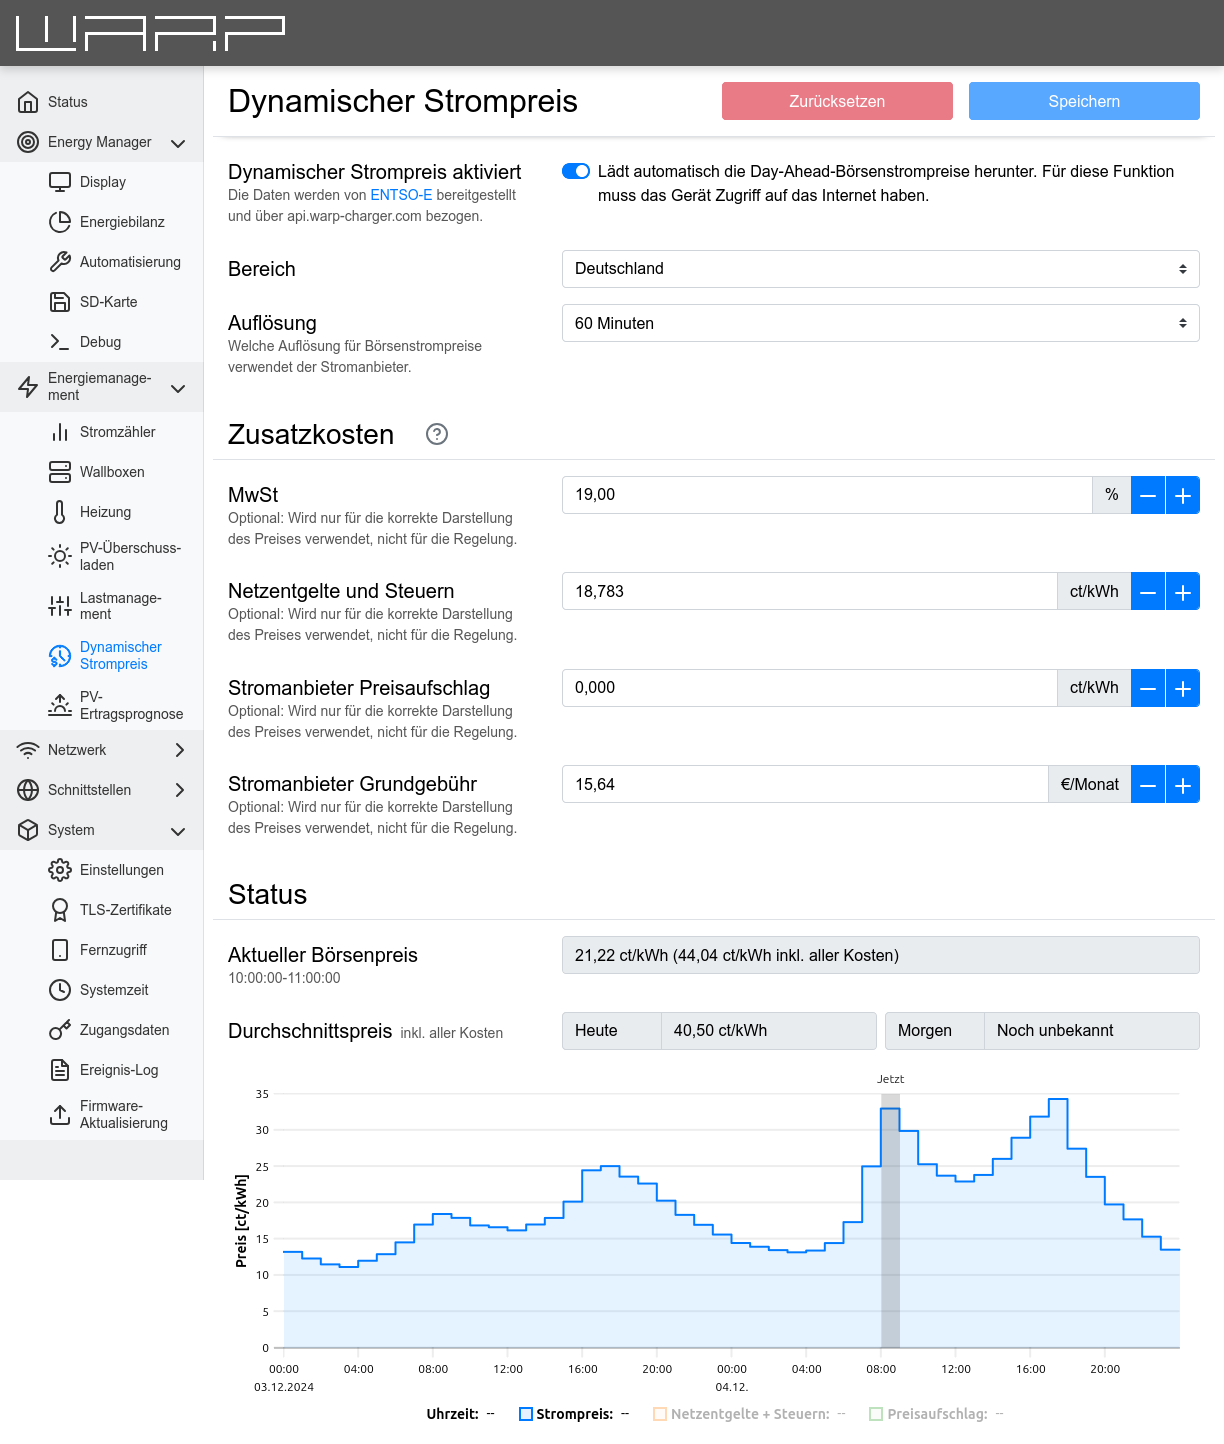 WARP
Status
Energy Manager
Display
Energiebilanz
Automatisierung
SD-Karte
Debug
Energiemanage-
ment
Stromzähler
Wallboxen
Heizung
PV-Überschuss-
laden
Lastmanage-
ment
Dynamischer
Strompreis
PV-
Ertragsprognose
Netzwerk
Schnittstellen
System
Einstellungen
TLS-Zertifikate
Fernzugriff
Systemzeit
Zugangsdaten
Ereignis-Log
Firmware-
Aktualisierung
Dynamischer Strompreis
Zurücksetzen
Speichern
Dynamischer Strompreis aktiviert
Die Daten werden von ENTSO-E bereitgestellt
und über api.warp-charger.com bezogen.
Lädt automatisch die Day-Ahead-Börsenstrompreise herunter. Für diese Funktion
muss das Gerät Zugriff auf das Internet haben.
Bereich
Deutschland
Auflösung
Welche Auflösung für Börsenstrompreise
verwendet der Stromanbieter.
60 Minuten
Zusatzkosten
MwSt
Optional: Wird nur für die korrekte Darstellung
des Preises verwendet, nicht für die Regelung.
19,00 %
Netzentgelte und Steuern
Optional: Wird nur für die korrekte Darstellung
des Preises verwendet, nicht für die Regelung.
18,783 ct/kWh
Stromanbieter Preisaufschlag
Optional: Wird nur für die korrekte Darstellung
des Preises verwendet, nicht für die Regelung.
0,000 ct/kWh
Stromanbieter Grundgebühr
Optional: Wird nur für die korrekte Darstellung
des Preises verwendet, nicht für die Regelung.
15,64 €/Monat
Status
Aktueller Börsenpreis
10:00:00-11:00:00
21,22 ct/kWh (44,04 ct/kWh inkl. aller Kosten)
Durchschnittspreis inkl. aller Kosten
Heute 40,50 ct/kWh Morgen Noch unbekannt
Jetzt
Preis [ct/kWh]
35
30
25
20
15
10
5
0
00:00 04:00 08:00 12:00 16:00 20:00 00:00 04:00 08:00 12:00 16:00 20:00
03.12.2024 04.12.
Uhrzeit: -- Strompreis: -- Netzentgelte + Steuern: -- Preisaufschlag: --